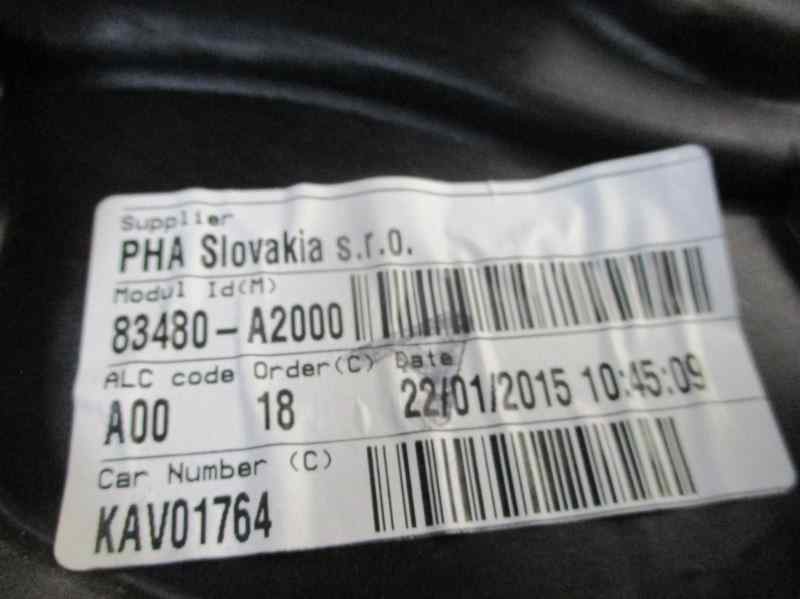 Supplier
PHA Slovakia s.r.o.
Modul Id(M)
83480-A2000
ALC code Order(C) Date
A00 18 22/01/2015 10:45:09
Car Number (C)
KAV01764